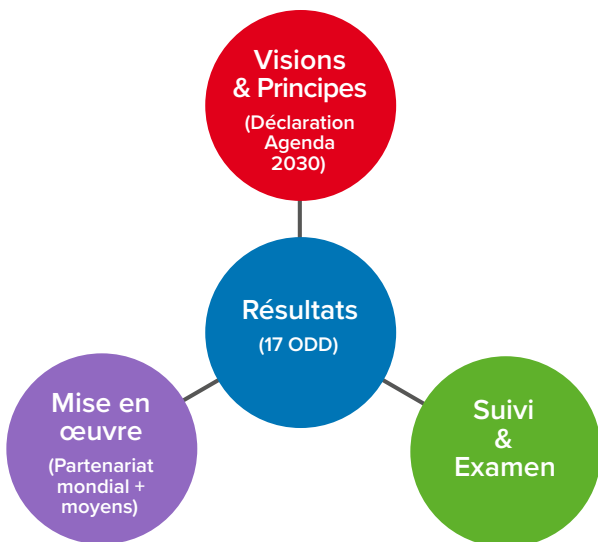 Visions
& Principes
(Déclaration
Agenda
2030)
Résultats
(17 ODD)
Mise en
œuvre
(Partenariat
mondial +
moyens)
Suivi
&
Examen